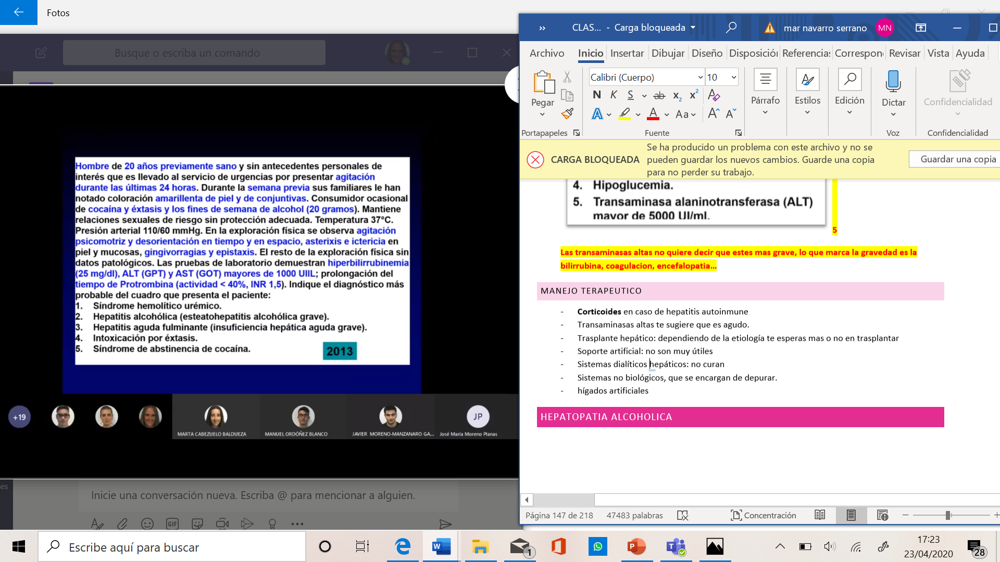 Fotos
Busque o escriba un comando
Hombre de 20 años previamente sano y sin antecedentes personales de
interés que es llevado al servicio de urgencias por presentar agitación
durante las últimas 24 horas. Durante la semana previa sus familiares le han
notado coloración amarillenta de piel y de conjuntivas. Consumidor ocasional
de cocaína y éxtasis y los fines de semana de alcohol (20 gramos). Mantiene
relaciones sexuales de riesgo sin protección adecuada. Temperatura 37°C.
Presión arterial 110/60 mmHg. En la exploración física se observa agitación
psicomotriz y desorientación en tiempo y en espacio, asterixis e ictericia en
piel y mucosas, gingivorragias y epistaxis. El resto de la exploración física sin
datos patológicos. Las pruebas de laboratorio demuestran hiperbilirrubinemia
(25 mg/dl), ALT (GPT) y AST (GOT) mayores de 1000 UIIL; prolongación del
tiempo de Protrombina (actividad < 40%, INR 1,5). Indique el diagnóstico más
probable del cuadro que presenta el paciente:
1. Síndrome hemolítico urémico.
2. Hepatitis alcohólica (esteatohepatitis alcohólica grave).
3. Hepatitis aguda fulminante (insuficiencia hepática aguda grave).
4. Intoxicación por éxtasis.
5. Síndrome de abstinencia de cocaína.
2013
+19
JP
MARTA CABEZUELO BALDUEZA
MANUEL ORDÓÑEZ BLANCO
JAVIER MORENO-MANZANARO GA...
José Maria Moreno Planas
es
Inicie una conversación nueva. Escriba @ para mencionar a alguien.
GIF
CLAS... - Carga bloqueada
mar navarro serrano
MN
Archivo Inicio Insertar Dibujar Diseño Disposición Referencias Correspon Revisar Vista Ayuda
Pegar
Calibri (Cuerpo) 10
N K S ab x2 x2 A
A A Aa A A
Párrafo
Estilos
Edición
Dictar
Confidencialidad
Portapapeles
Fuente
Voz
Confidencialidad
CARGA BLOQUEADA
Se ha producido un problema con este archivo y no se
pueden guardar los nuevos cambios. Guarde una copia
para no perder su trabajo.
Guardar una copia
4. Hipoglucemia.
5. Transaminasa alaninotransferasa (ALT)
mayor de 5000 UI/ml.
5
Las transaminasas altas no quiere decir que estes mas grave, lo que marca la gravedad es la
bilirrubina, coagulacion, encefalopatia...
MANEJO TERAPEUTICO
- Corticoides en caso de hepatitis autoinmune
- Transaminasas altas te sugiere que es agudo.
- Trasplante hepático: dependiendo de la etiología te esperas mas o no en trasplantar
- Soporte artificial: no son muy útiles
- Sistemas dialíticos hepáticos: no curan
- Sistemas no biológicos, que se encargan de depurar.
- hígados artificiales
HEPATOPATIA ALCOHOLICA
Página 147 de 218 47483 palabras
Concentración
Escribe aquí para buscar
1
17:23
23/04/2020
28